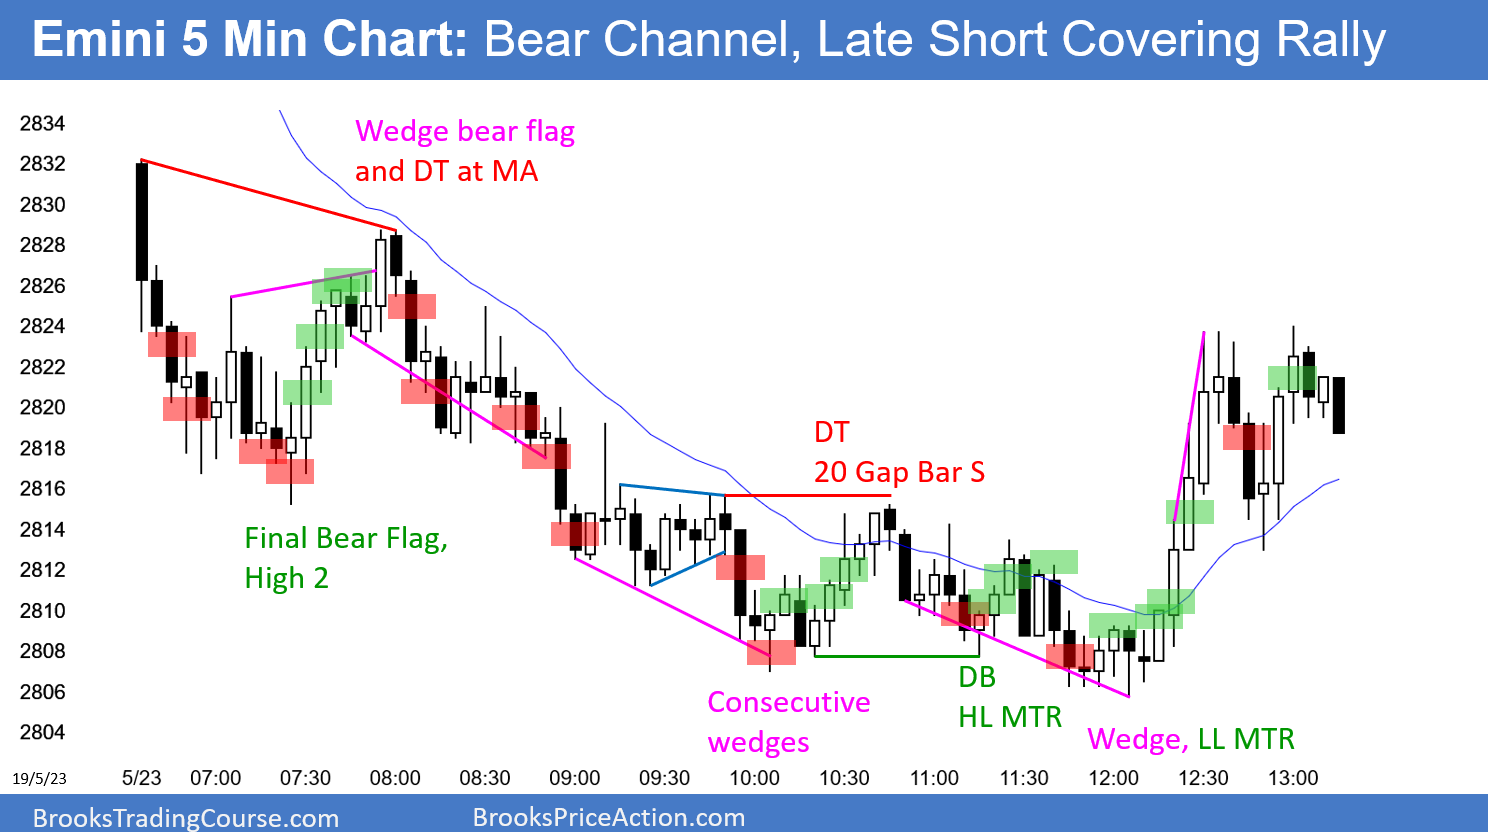 Emini 5 Min Chart: Bear Channel, Late Short Covering Rally
2834
2832
2830
2828
2826
2824
2822
2820
2818
2816
2814
2812
2810
2808
2806
2804
Wedge bear flag
and DT at MA
Final Bear Flag,
High 2
DT
20 Gap Bar S
Consecutive
wedges
DB
HL MTR
Wedge, LL MTR
19/5/23
5/23 07:00 07:30 08:00 08:30 09:00 09:30 10:00 10:30 11:00 11:30 12:00 12:30 13:00
BrooksTradingCourse.com
BrooksPriceAction.com